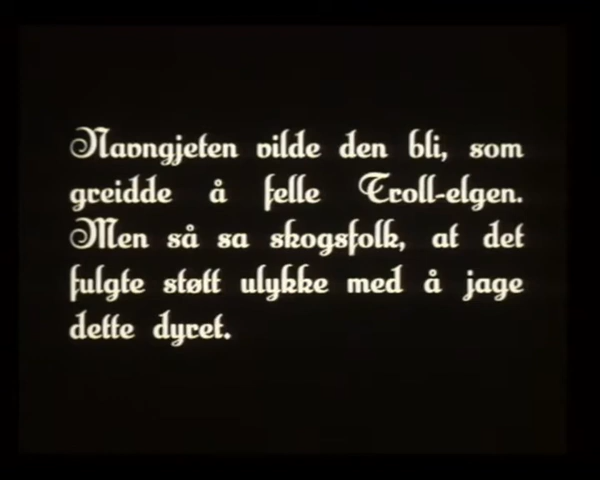 Navngjeten vilde den bli, som
greidde å felle Troll-elgen.
Men så sa skogsfolk, at det
fulgte støtt ulykke med å jage
dette dyret.